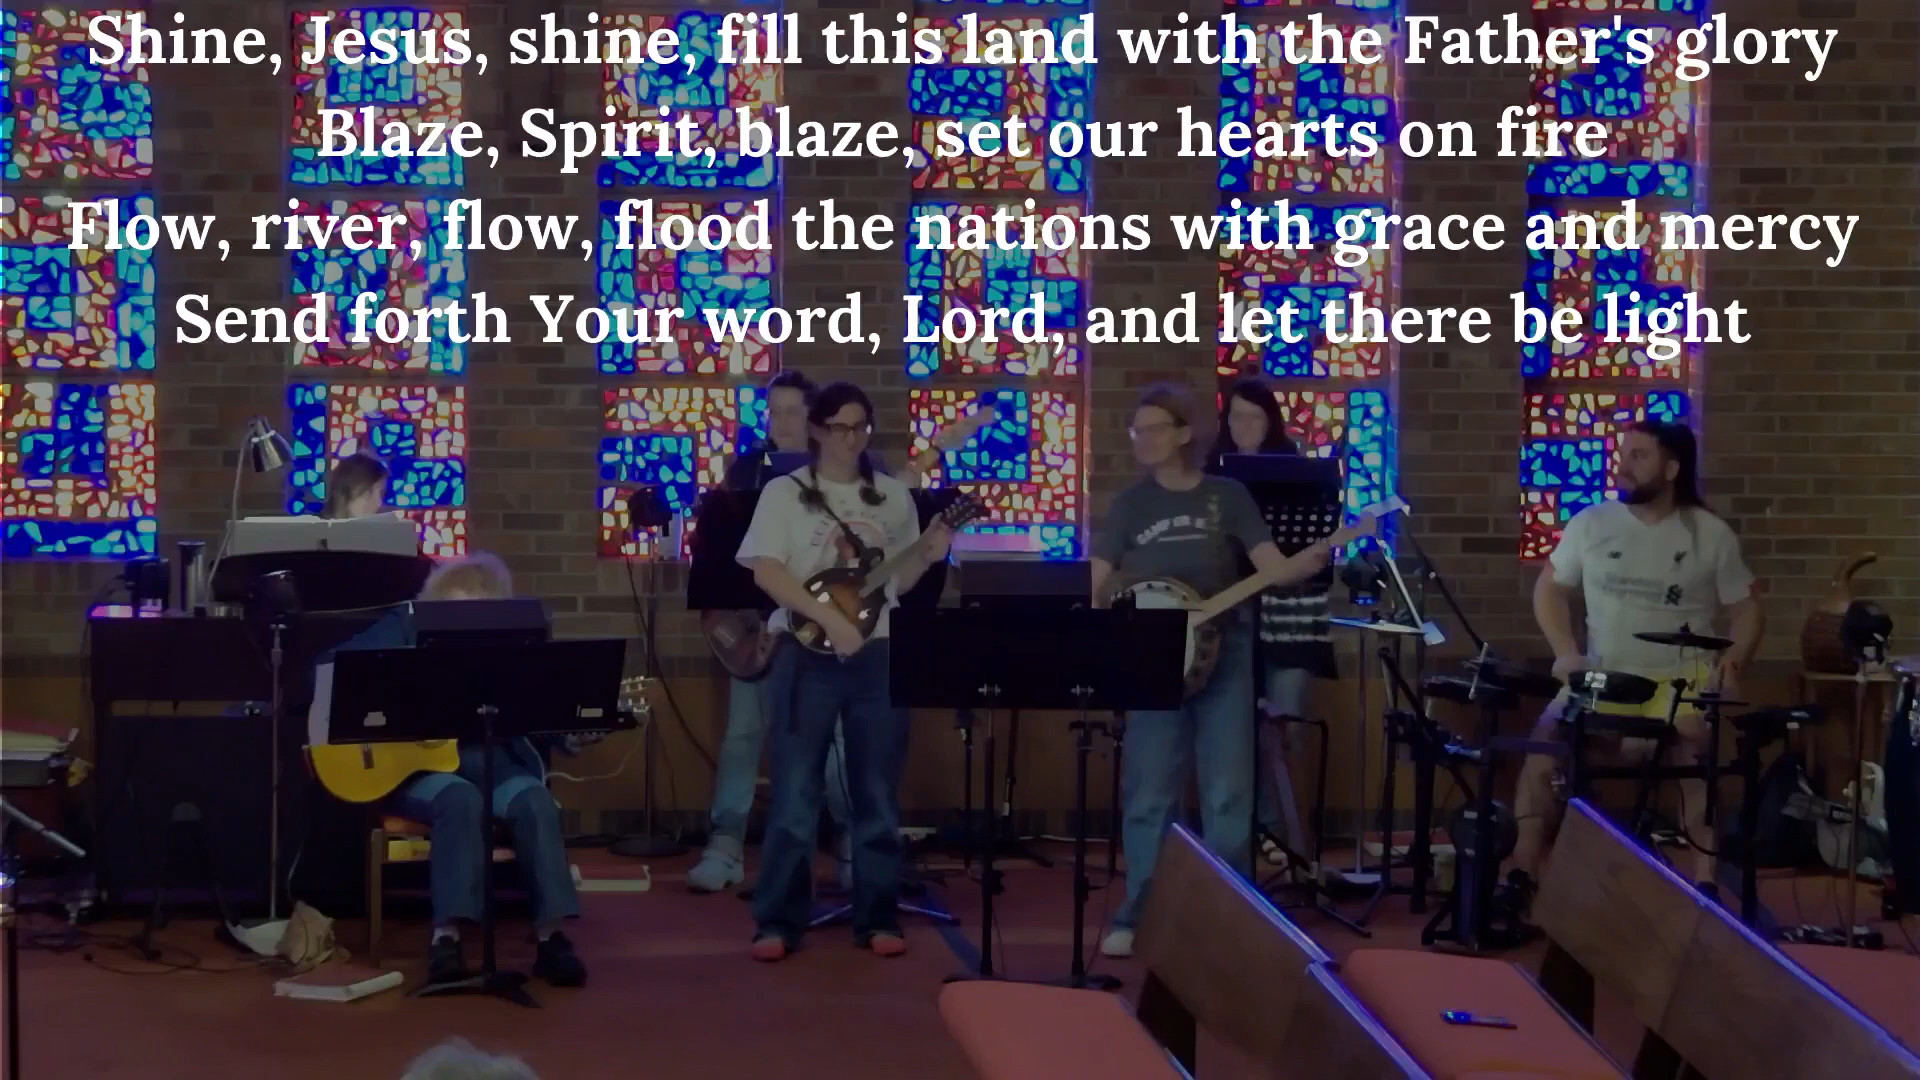 Shine, Jesus, shine, fill this land with the Father's glory
Blaze, Spirit, blaze, set our hearts on fire
Flow, river, flow, flood the nations with grace and mercy
Send forth Your word, Lord, and let there be light